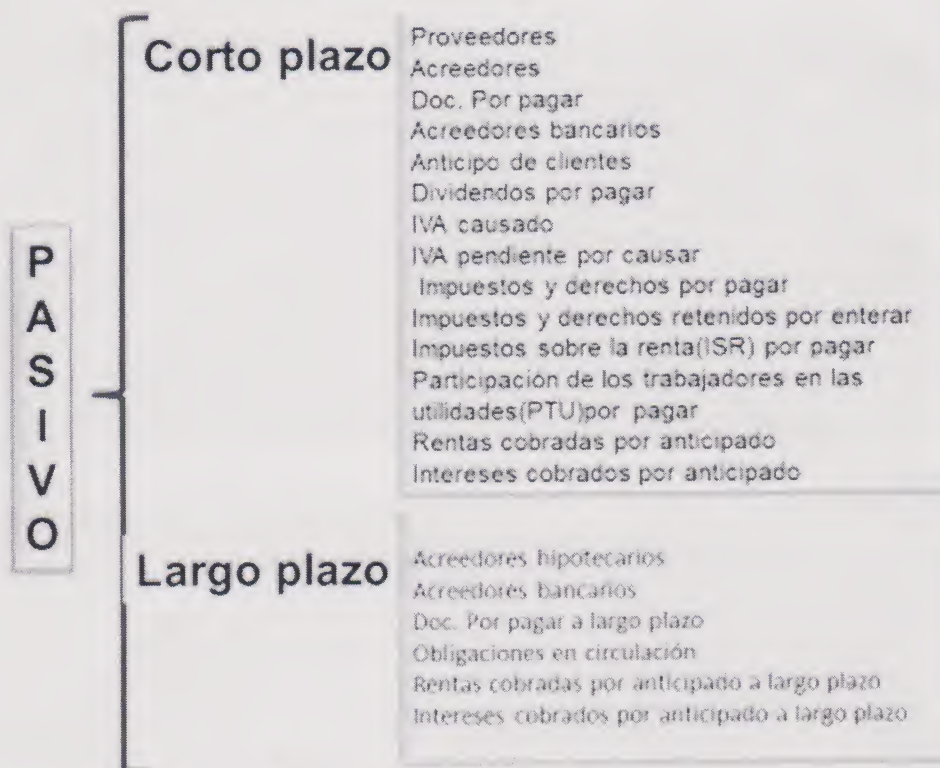 PASIVO
Corto plazo
Proveedores
Acreedores
Doc. Por pagar
Acreedores bancarios
Anticipo de clientes
Dividendos por pagar
IVA causado
IVA pendiente por causar
Impuestos y derechos por pagar
Impuestos y derechos retenidos por enterar
Impuestos sobre la renta(ISR) por pagar
Participación de los trabajadores en las
utilidades(PTU)por pagar
Rentas cobradas por anticipado
Intereses cobrados por anticipado
Largo plazo
Acreedores hipotecarios
Acreedores bancarios
Doc. Por pagar a largo plazo
Obligaciones en circulación
Rentas cobradas por anticipado a largo plazo
Intereses cobrados por anticipado a largo plazo